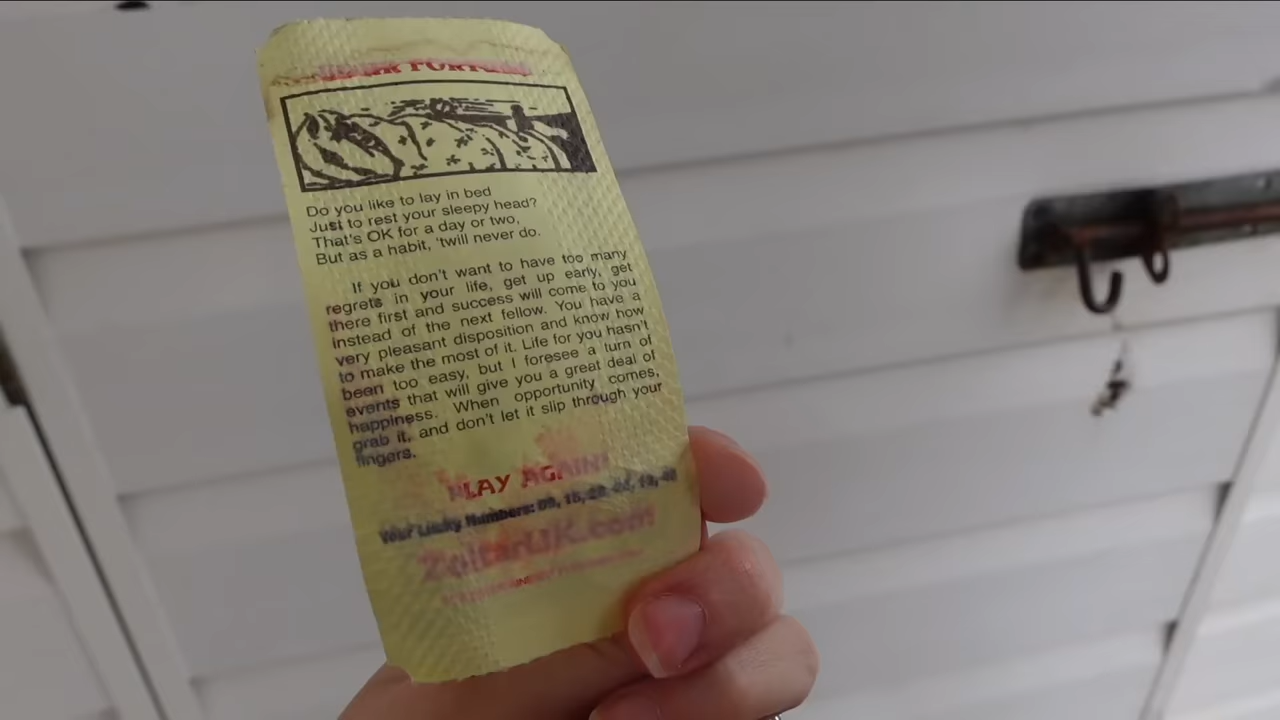 YOUR FORTUNE
Do you like to lay in bed
Just to rest your sleepy head?
That's OK for a day or two,
But as a habit, 'twill never do.
If you don't want to have too many
regrets in your life, get up early, get
there first and success will come to you
instead of the next fellow. You have a
very pleasant disposition and know how
to make the most of it. Life for you hasn't
been too easy, but I foresee a turn of
events that will give you a great deal of
happiness. When opportunity comes,
grab it, and don't let it slip through your
fingers.
PLAY AGAIN!
Your Lucky Numbers:
ZoltarUK.com